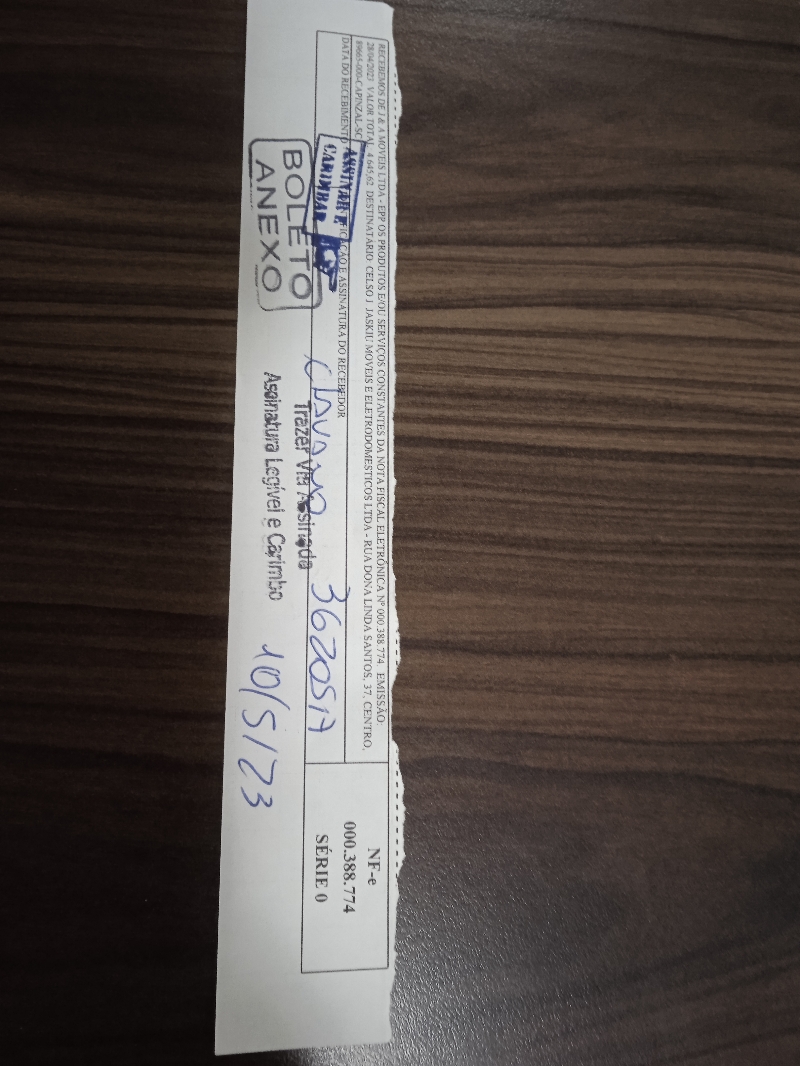 RECEBEMOS DE J & A MOVEIS LTDA - EPP OS PRODUTOS E/OU SERVIÇOS CONSTANTES DA NOTA FISCAL ELETRÔNICA Nº 000.388.774 EMISSÃO:
28/04/2023 VALOR TOTAL: 4.645,62 DESTINATÁRIO: CELSO J JASKIU MOVEIS E ELETRODOMESTICOS LTDA - RUA DONA LINDA SANTOS, 37, CENTRO,
89665-000-CAPINZAL-SC
DATA DO RECEBIMENTO
IFICAÇÃO E ASSINATURA DO RECEBEDOR
ASSINAR E
CARIMBAR
NF-e
000.388.774
SÉRIE 0
BOLETO
ANEXO
3620517
Trazer Via Assinada
Assinatura Legível e Carimbo
10/5/23